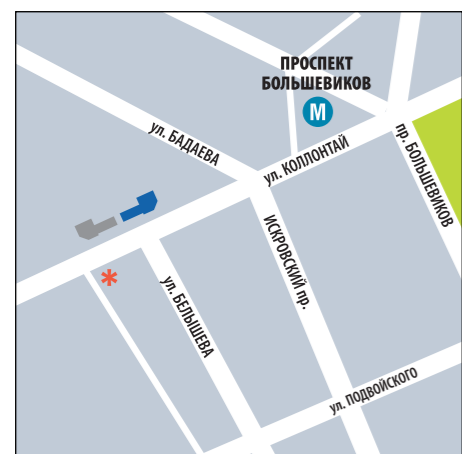 ПРОСПЕКТ
БОЛЬШЕВИКОВ
М
ул. БАДАЕВА
ул. КОЛЛОНТАЙ
пр. БОЛЬШЕВИКОВ
ИСКРОВСКИЙ пр.
ул. БЕЛЫШЕВА
ул. ПОДВОЙСКОГО